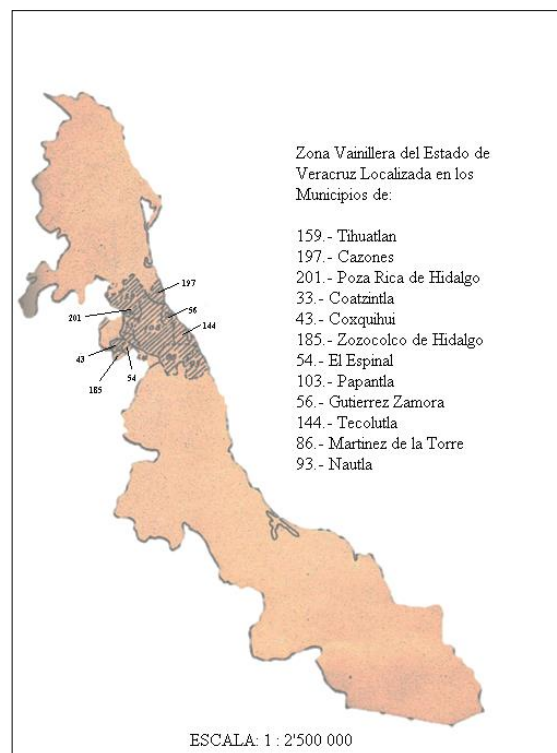 Zona Vainillera del Estado de
Veracruz Localizada en los
Municipios de:
159.- Tihuatlan
197.- Cazones
201.- Poza Rica de Hidalgo
33.- Coatzintla
43.- Coxquihui
185.- Zozocolco de Hidalgo
54.- El Espinal
103.- Papantla
56.- Gutierrez Zamora
144.- Tecolutla
86.- Martinez de la Torre
93.- Nautla
197
56
201
144
43
54
185
ESCALA: 1 : 2'500 000